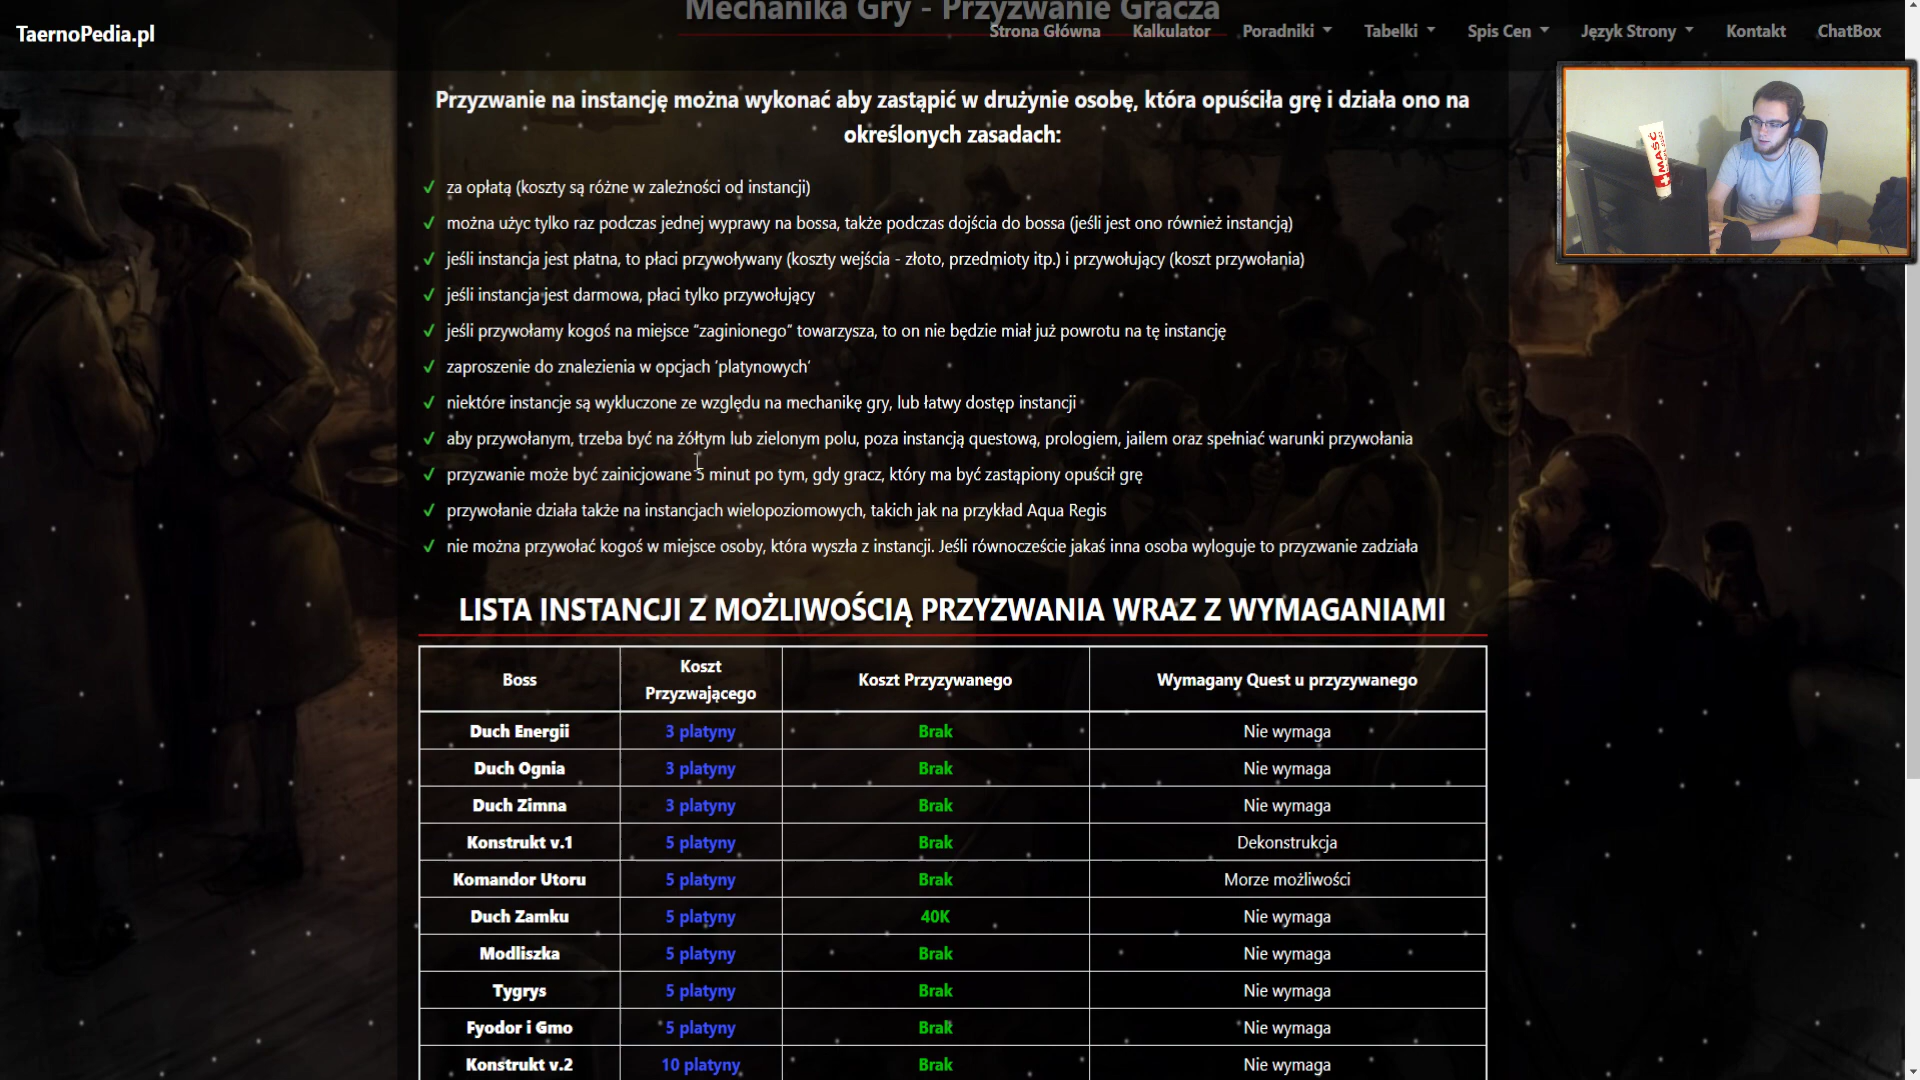 Mechanika Gry - Przyzwanie Gracza
TaernoPedia.pl
Strona Główna
Kalkulator
Poradniki
Tabelki
Spis Cen
Język Strony
Kontakt
ChatBox
Przyzwanie na instancję można wykonać aby zastąpić w drużynie osobę, która opuściła grę i działa ono na
określonych zasadach:
za opłatą (koszty są różne w zależności od instancji)
można użyc tylko raz podczas jednej wyprawy na bossa, także podczas dojścia do bossa (jeśli jest ono również instancją)
jeśli instancja jest płatna, to płaci przywoływany (koszty wejścia - złoto, przedmioty itp.) i przywołujący (koszt przywołania)
jeśli instancja jest darmowa, płaci tylko przywołujący
jeśli przywołamy kogoś na miejsce "zaginionego" towarzysza, to on nie będzie miał już powrotu na tę instancję
zaproszenie do znalezienia w opcjach 'platynowych'
niektóre instancje są wykluczone ze względu na mechanikę gry, lub łatwy dostęp instancji
aby przywołanym, trzeba być na żółtym lub zielonym polu, poza instancją questową, prologiem, jailem oraz spełniać warunki przywołania
przyzwanie może być zainicjowane 5 minut po tym, gdy gracz, który ma być zastąpiony opuścił grę
przywołanie działa także na instancjach wielopoziomowych, takich jak na przykład Aqua Regis
nie można przywołać kogoś w miejsce osoby, która wyszła z instancji. Jeśli równoczeście jakaś inna osoba wyloguje to przyzwanie zadziała
LISTA INSTANCJI Z MOŻLIWOŚCIĄ PRZYZWANIA WRAZ Z WYMAGANIAMI
Boss
Koszt
Przyzwającego
Koszt Przyzywanego
Wymagany Quest u przyzywanego
Duch Energii 3 platyny Brak Nie wymaga
Duch Ognia 3 platyny Brak Nie wymaga
Duch Zimna 3 platyny Brak Nie wymaga
Konstrukt v.1 5 platyny Brak Dekonstrukcja
Komandor Utoru 5 platyny Brak Morze możliwości
Duch Zamku 5 platyny 40K Nie wymaga
Modliszka 5 platyny Brak Nie wymaga
Tygrys 5 platyny Brak Nie wymaga
Fyodor i Gmo 5 platyny Brak Nie wymaga
Konstrukt v.2 10 platyny Brak Nie wymaga
MAŚĆ